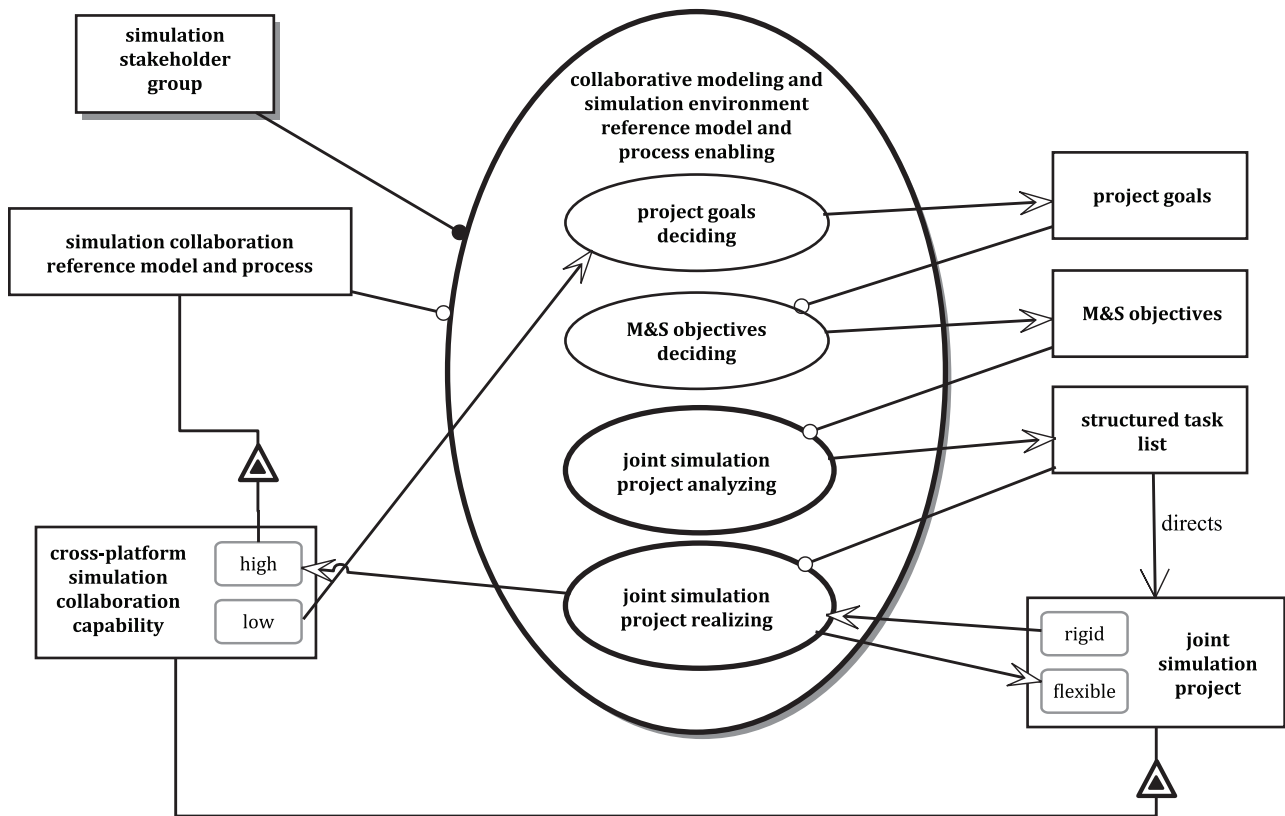 simulation
stakeholder
group
collaborative modeling and
simulation environment
reference model and
process enabling
project goals
deciding
project goals
simulation collaboration
reference model and process
M&S objectives
deciding
M&S objectives
joint simulation
project analyzing
structured task
list
directs
cross-platform
simulation
collaboration
capability
high
low
joint simulation
project realizing
rigid
flexible
joint
simulation
project